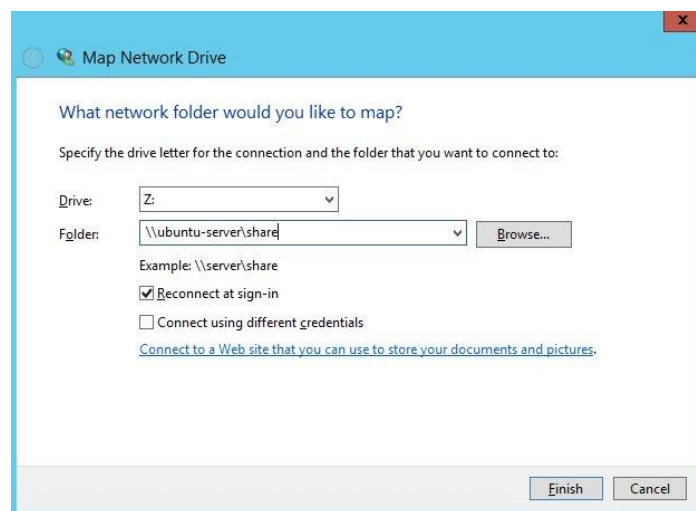 x
Map Network Drive
What network folder would you like to map?
Specify the drive letter for the connection and the folder that you want to connect to:
Drive: Z:
Folder: \\ubuntu-server\share Browse...
Example: \\server\share
Reconnect at sign-in
Connect using different credentials
Connect to a Web site that you can use to store your documents and pictures.
Finish Cancel